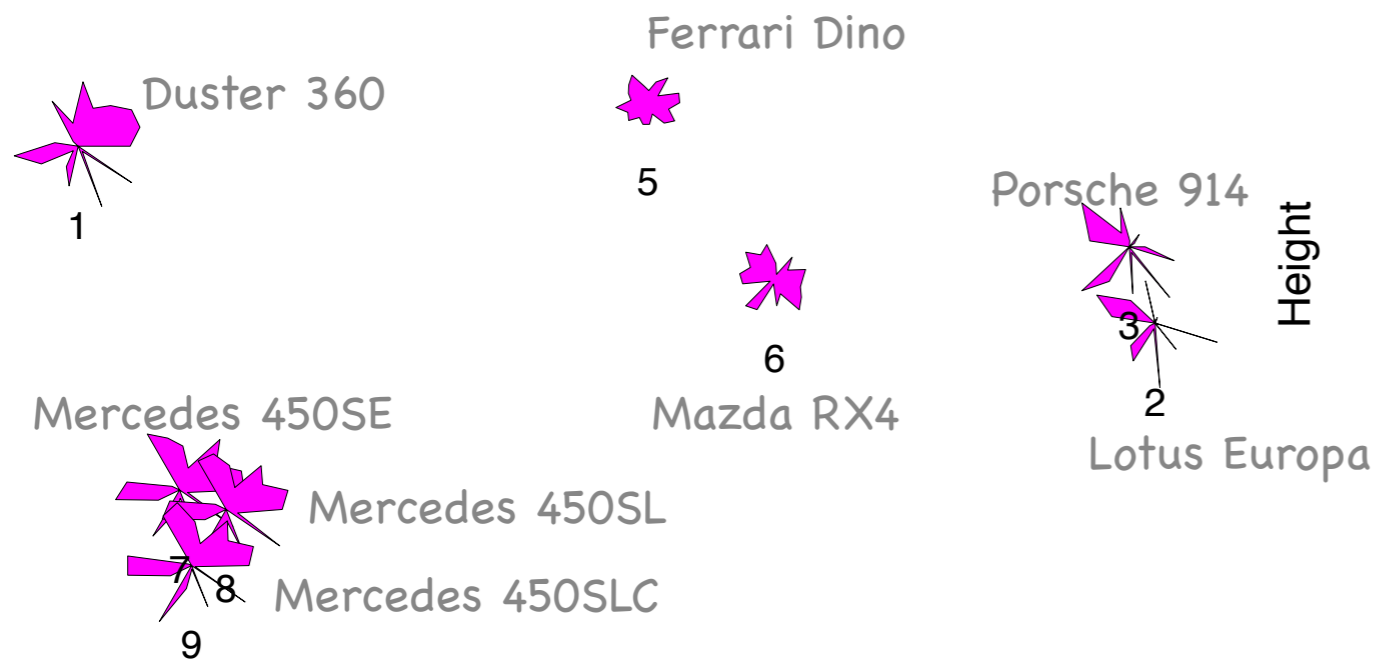 Ferrari Dino
Duster 360
5
Porsche 914
1
Height
3
6
2
Mercedes 450SE
Mazda RX4
Lotus Europa
Mercedes 450SL
7
8
Mercedes 450SLC
9